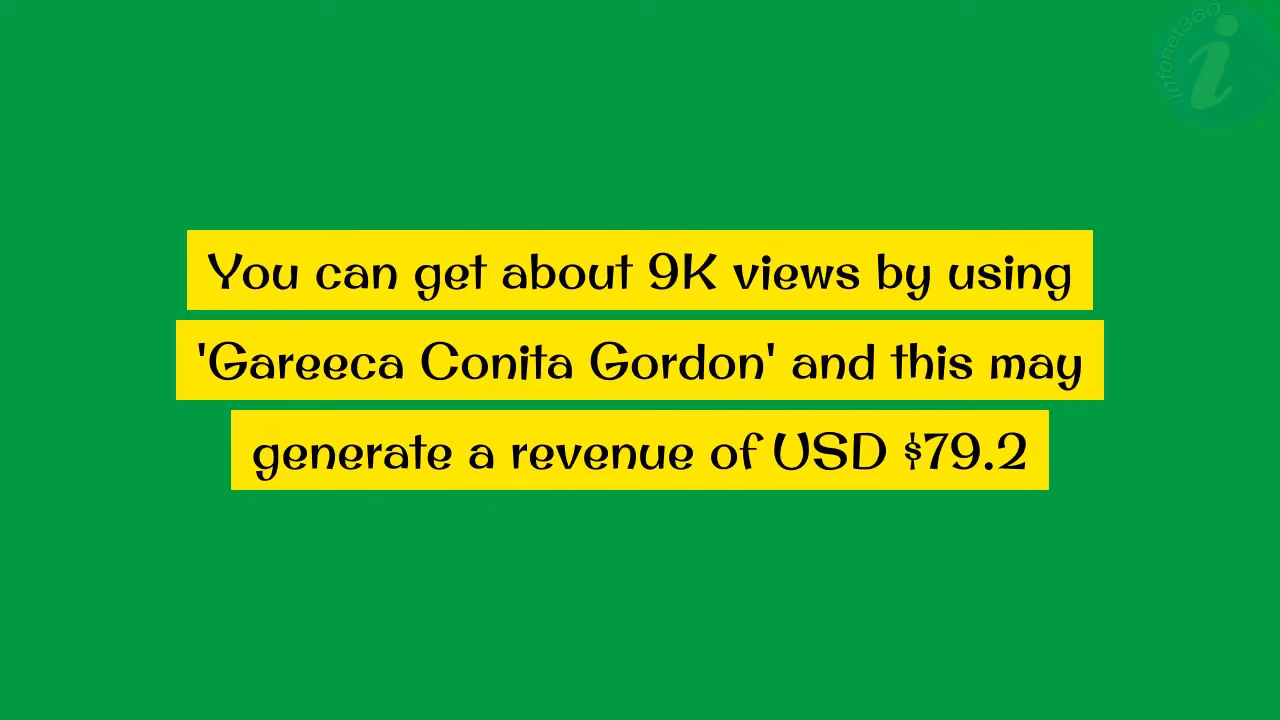 Infonet360
i
You can get about 9K views by using
'Gareeca Conita Gordon' and this may
generate a revenue of USD $79.2